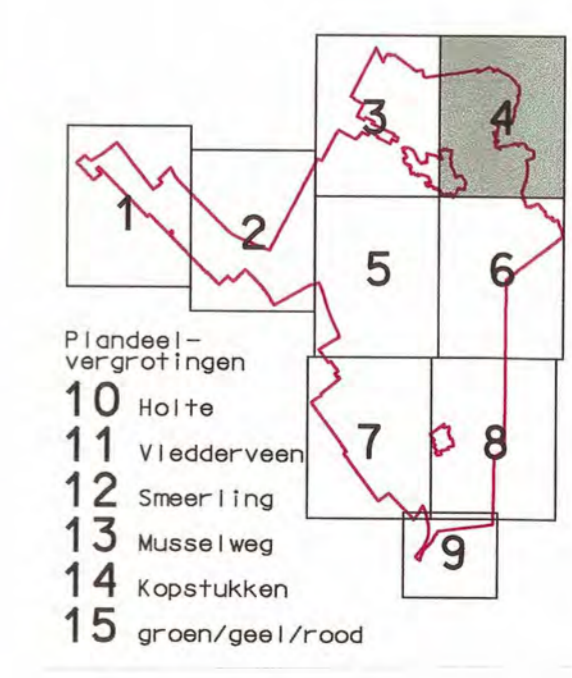 3
4
1
2
5
6
Plandeel-
vergrotingen
10 Holte
11 Vledderveen
12 Smeerling
13 Musselweg
14 Kopstukken
15 groen/geel/rood
7
8
9